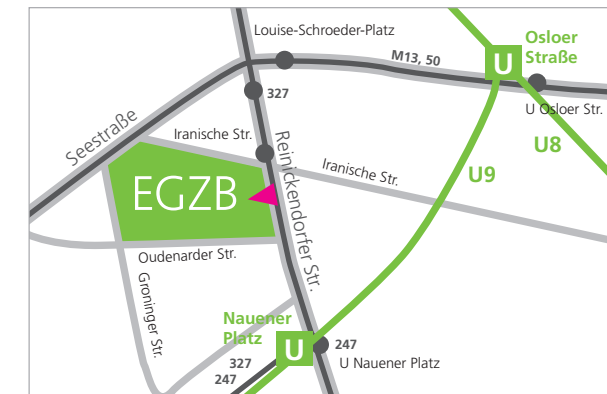 Louise-Schroeder-Platz
Osloer
Straße
M13, 50
U
327
U Osloer Str.
Seestraße
Iranische Str.
U8
Iranische Str.
U9
EGZB
Reinickendorfer Str.
Oudenarder Str.
Groninger Str.
Nauener
Platz
U
247
327
U Nauener Platz
247